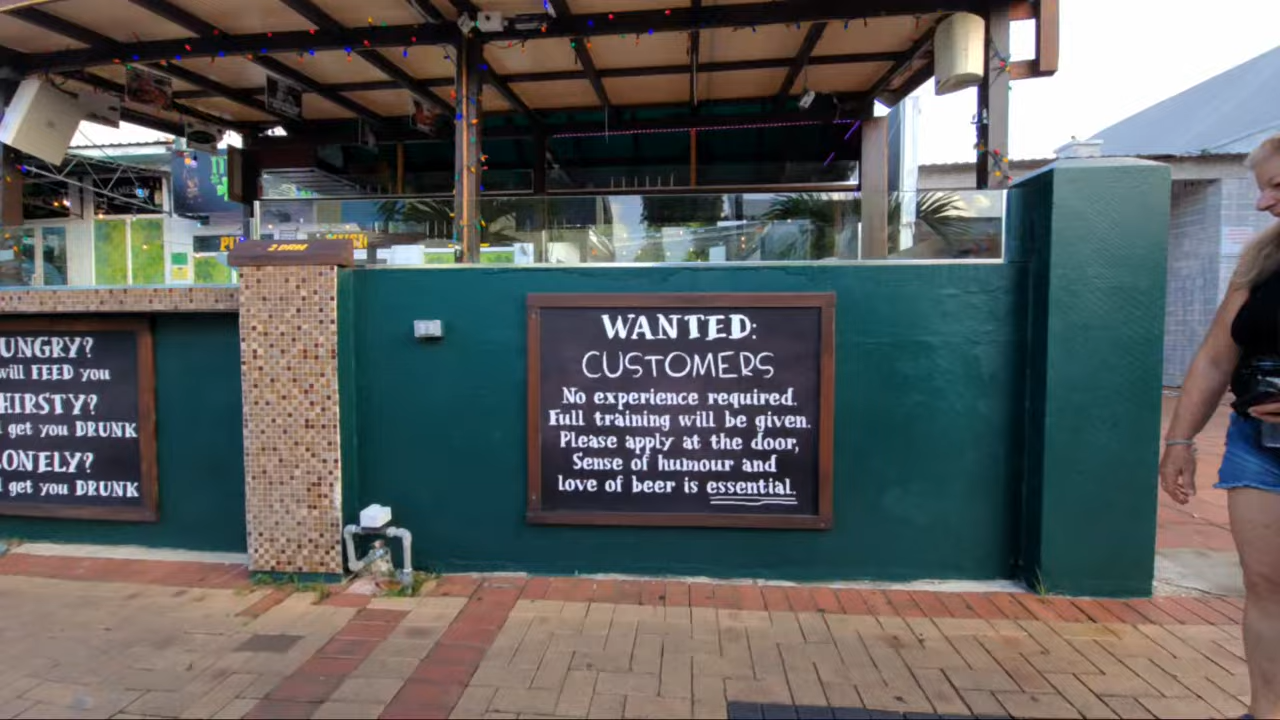 UNGRY?
will FEED you
HIRSTY?
get you DRUNK
ONELY?
get you DRUNK
WANTED:
CUSTOMERS
No experience required.
Full training will be given.
Please apply at the door,
Sense of humour and
love of beer is essential.